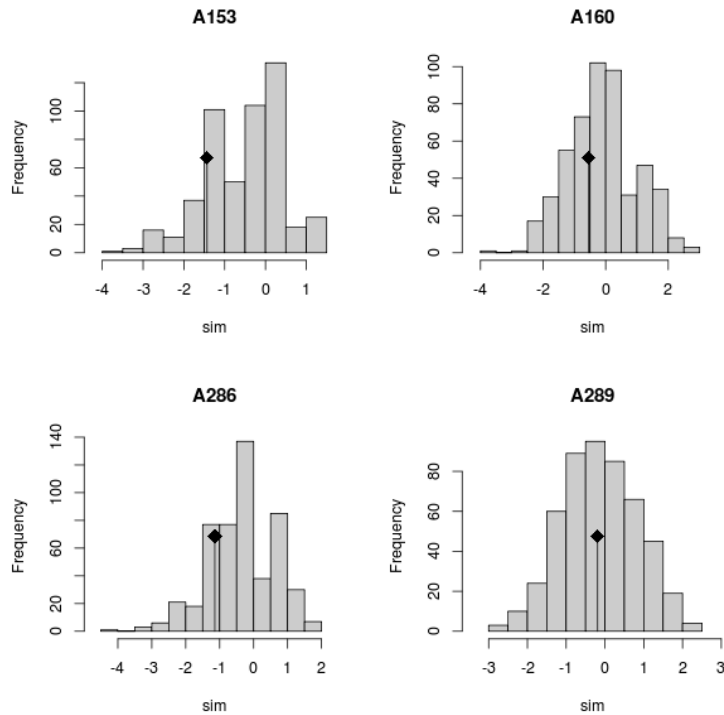 A153
Frequency
0 20 60 100
-4 -3 -2 -1 0 1
sim
A160
Frequency
0 20 40 60 80 100
-4 -2 0 2
sim
A286
Frequency
0 20 60 100 140
-4 -3 -2 -1 0 1 2
sim
A289
Frequency
0 20 40 60 80
-3 -2 -1 0 1 2 3
sim